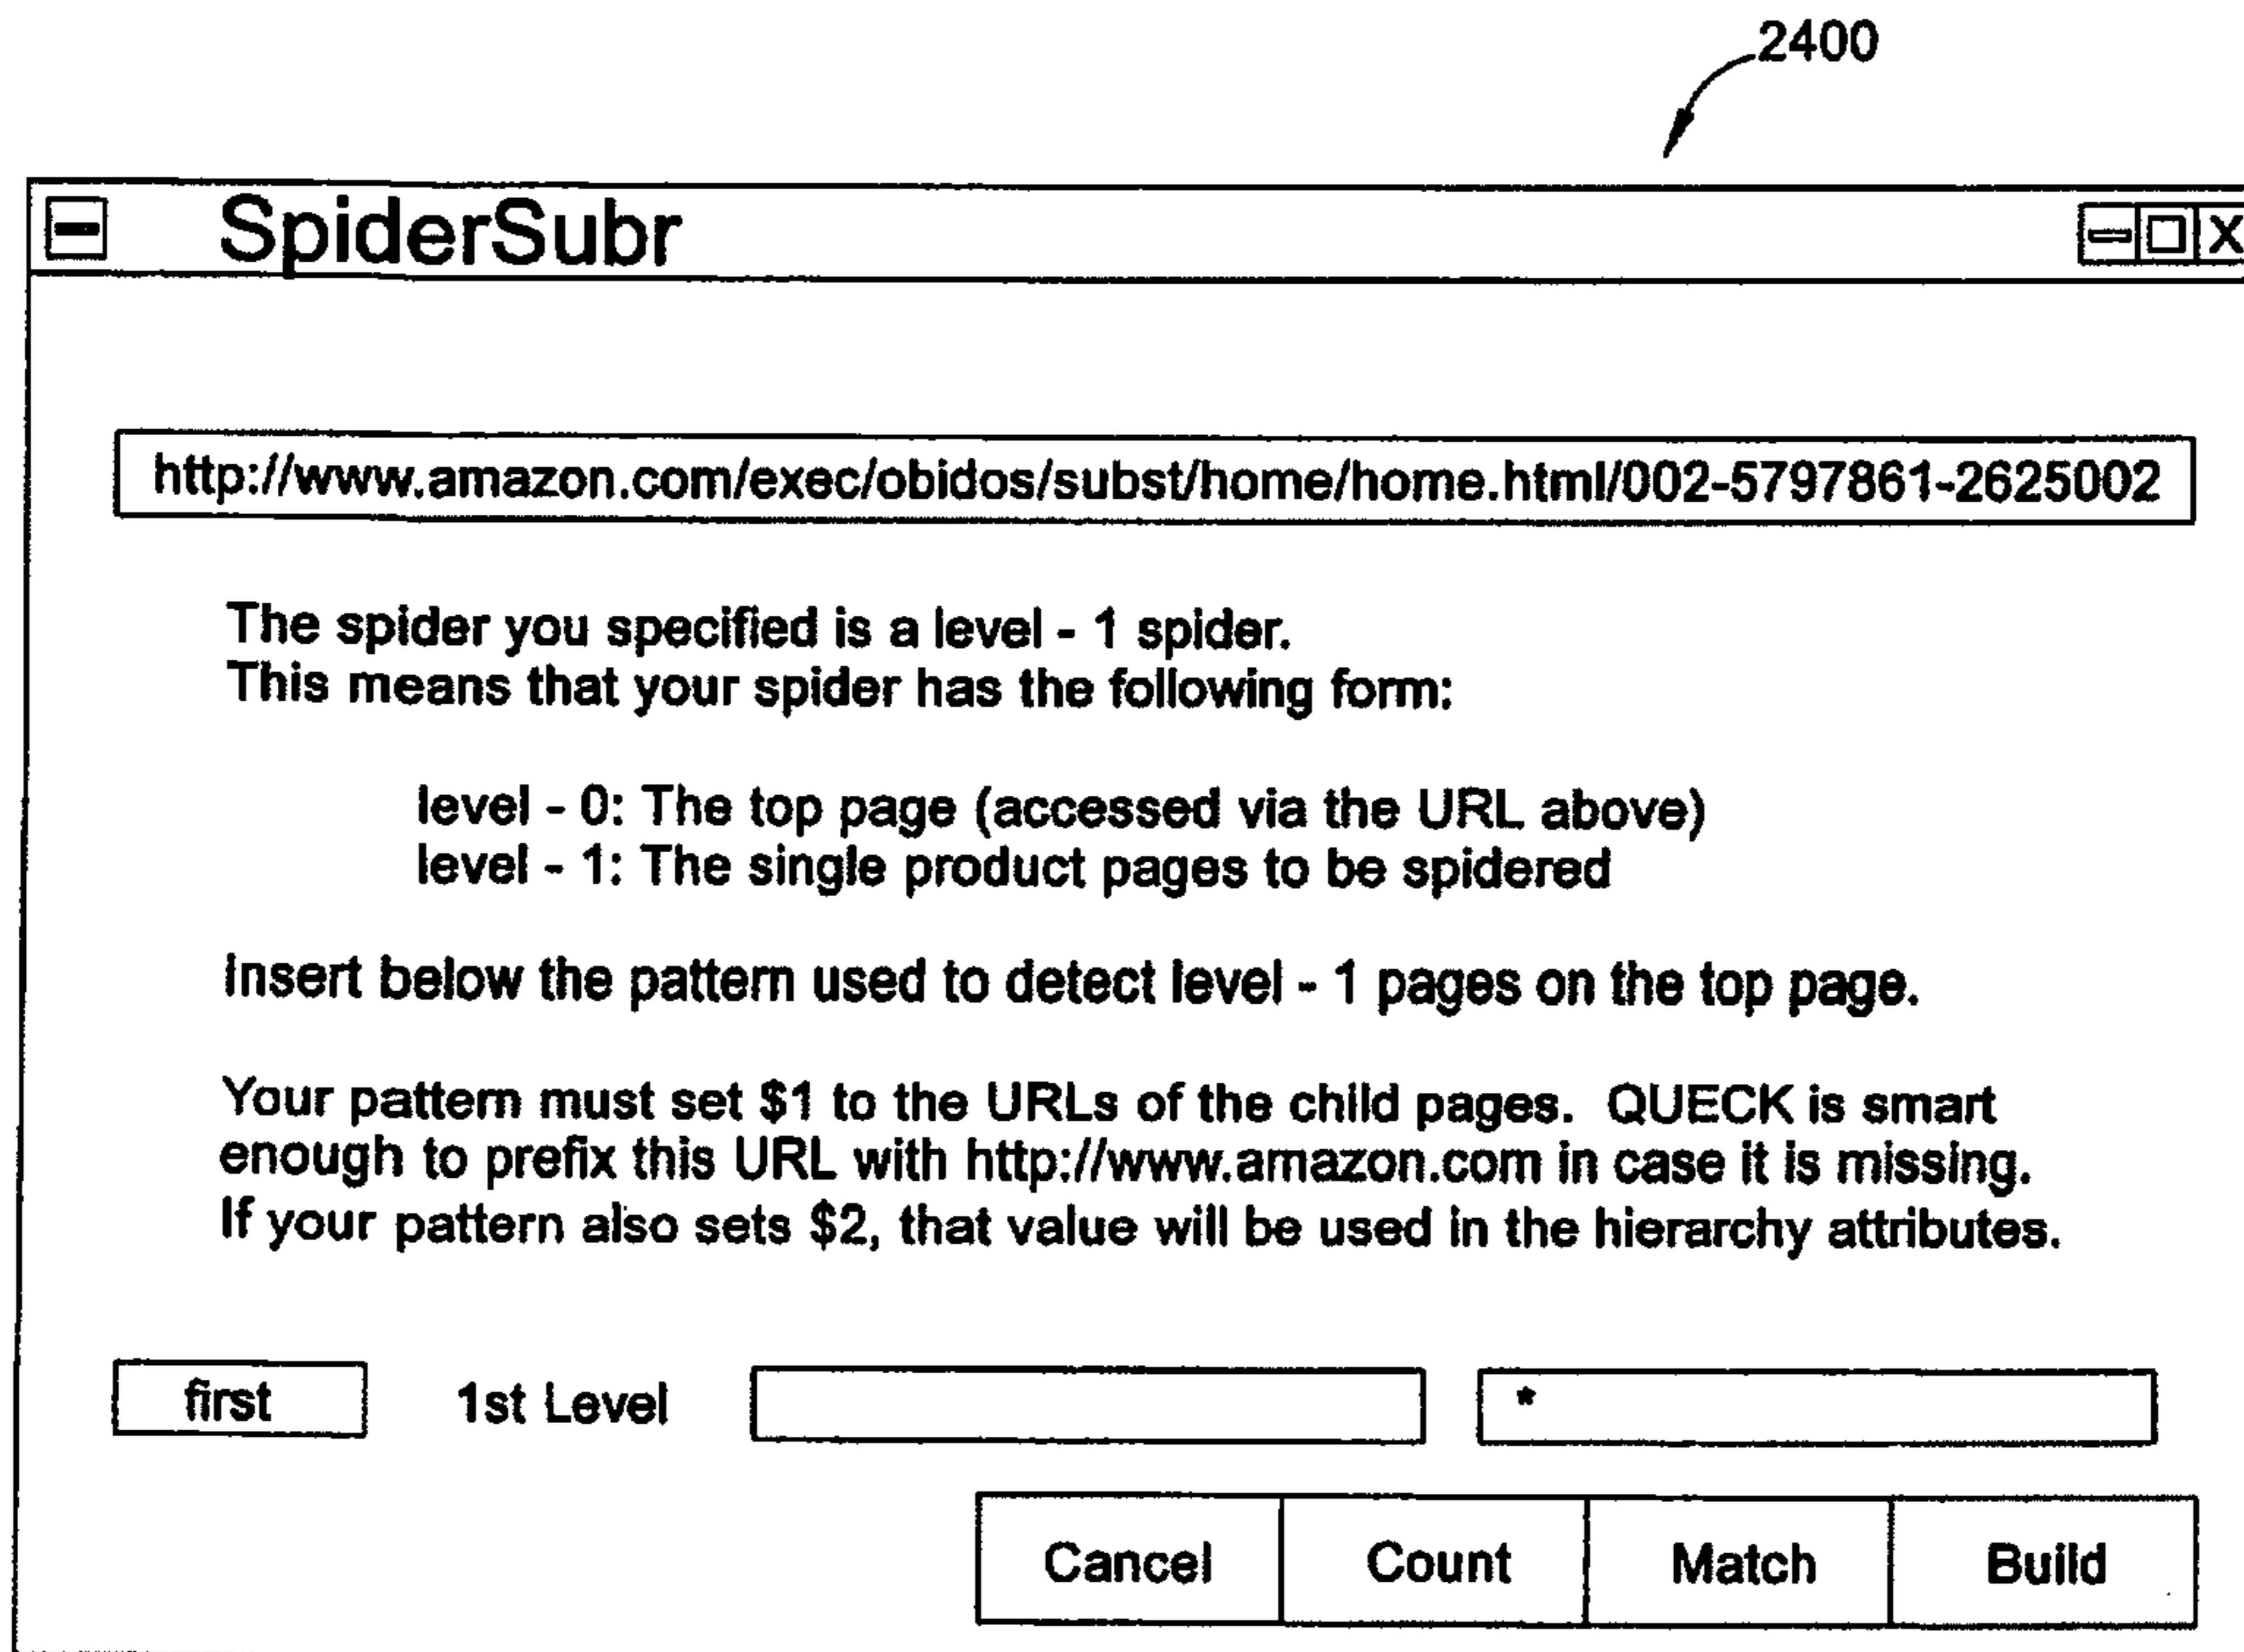 2400
SpiderSubr
X
http://www.amazon.com/exec/obidos/subst/home/home.html/002-5797861-2625002
The spider you specified is a level - 1 spider.
This means that your spider has the following form:
level - 0: The top page (accessed via the URL above)
level - 1: The single product pages to be spidered
Insert below the pattern used to detect level - 1 pages on the top page.
Your pattern must set $1 to the URLs of the child pages. QUECK is smart
enough to prefix this URL with http://www.amazon.com in case it is missing.
If your pattern also sets $2, that value will be used in the hierarchy attributes.
first 1st Level *
Cancel Count Match Build